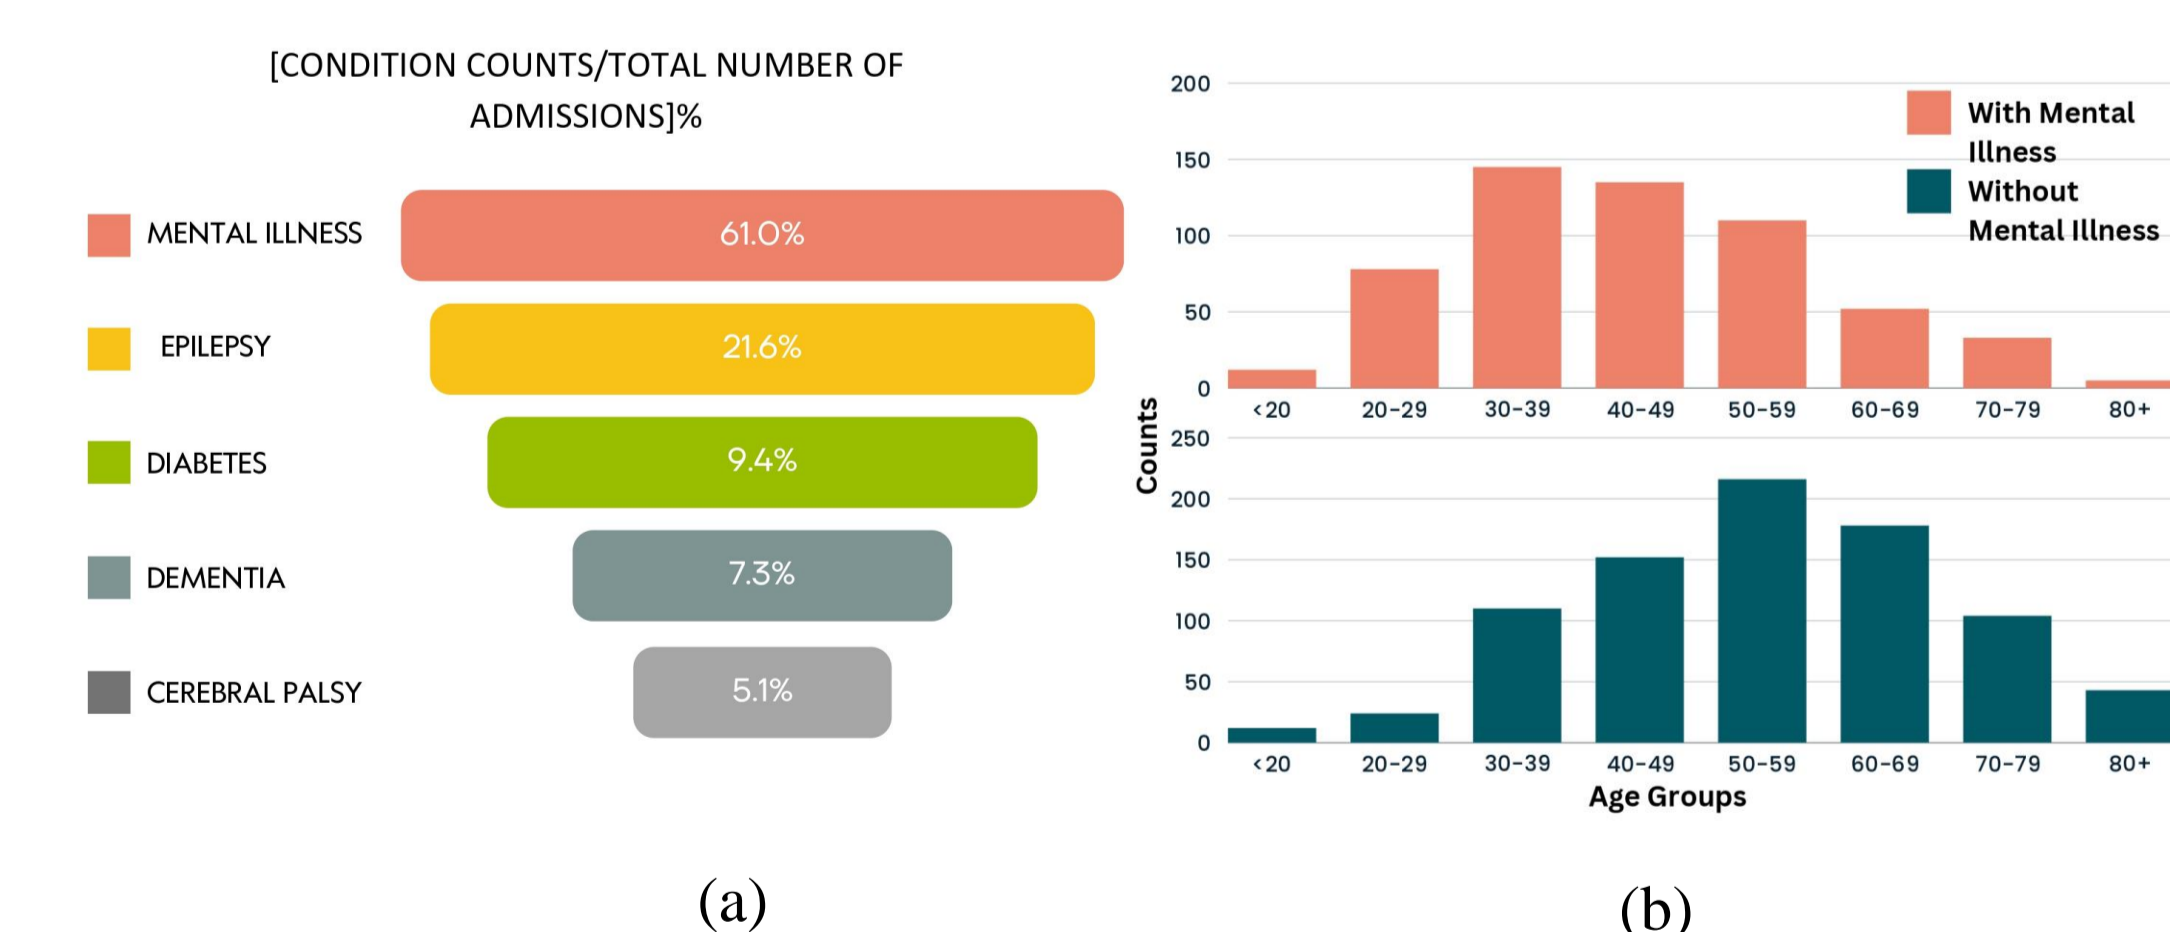 [CONDITION COUNTS/TOTAL NUMBER OF
ADMISSIONS]%
MENTAL ILLNESS
61.0%
EPILEPSY
21.6%
DIABETES
9.4%
DEMENTIA
7.3%
CEREBRAL PALSY
5.1%
(a)
200
150
100
50
0
With Mental
Illness
Without
Mental Illness
<20 20-29 30-39 40-49 50-59 60-69 70-79 80+
Counts
250
200
150
100
50
0
<20 20-29 30-39 40-49 50-59 60-69 70-79 80+
Age Groups
(b)